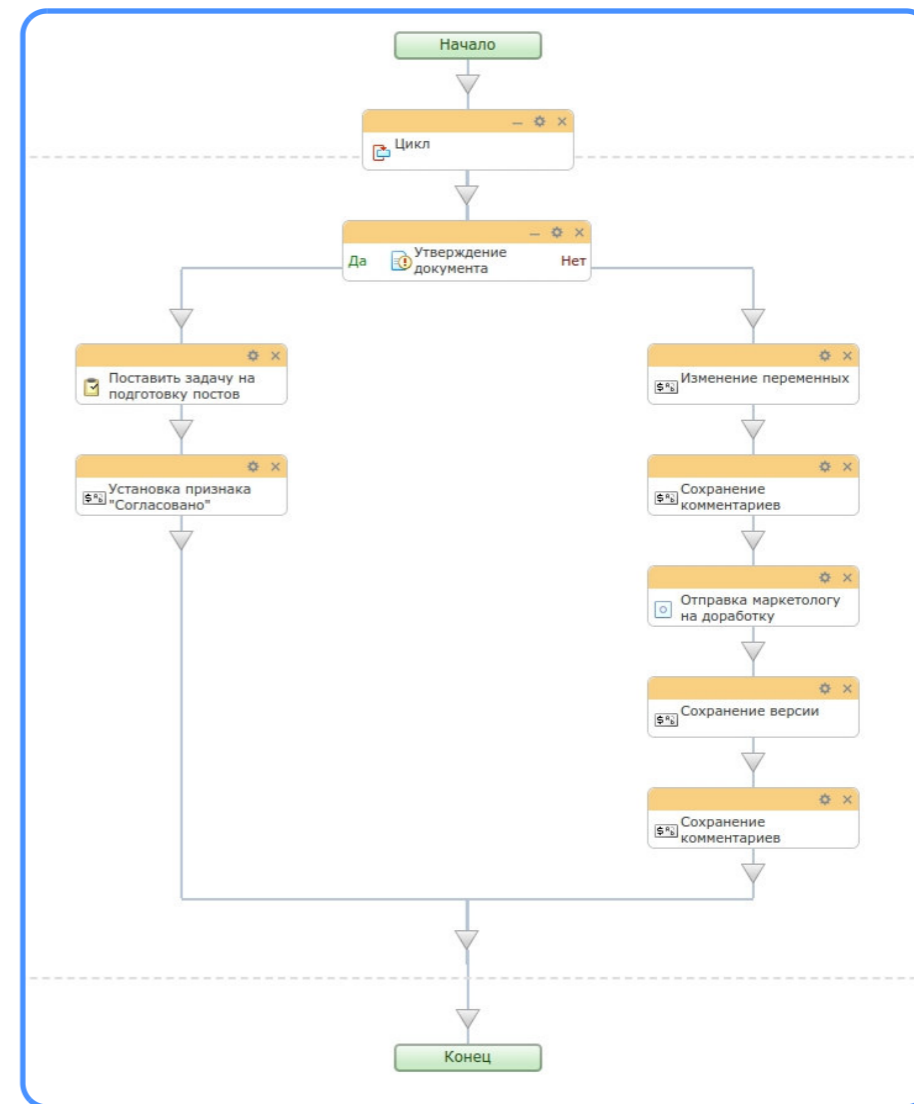 Начало
Цикл
Да
Утверждение
документа
Нет
Поставить задачу на
подготовку постов
Установка признака
"Согласовано"
Изменение переменных
Сохранение
комментариев
Отправка маркетологу
на доработку
Сохранение версии
Сохранение
комментариев
Конец